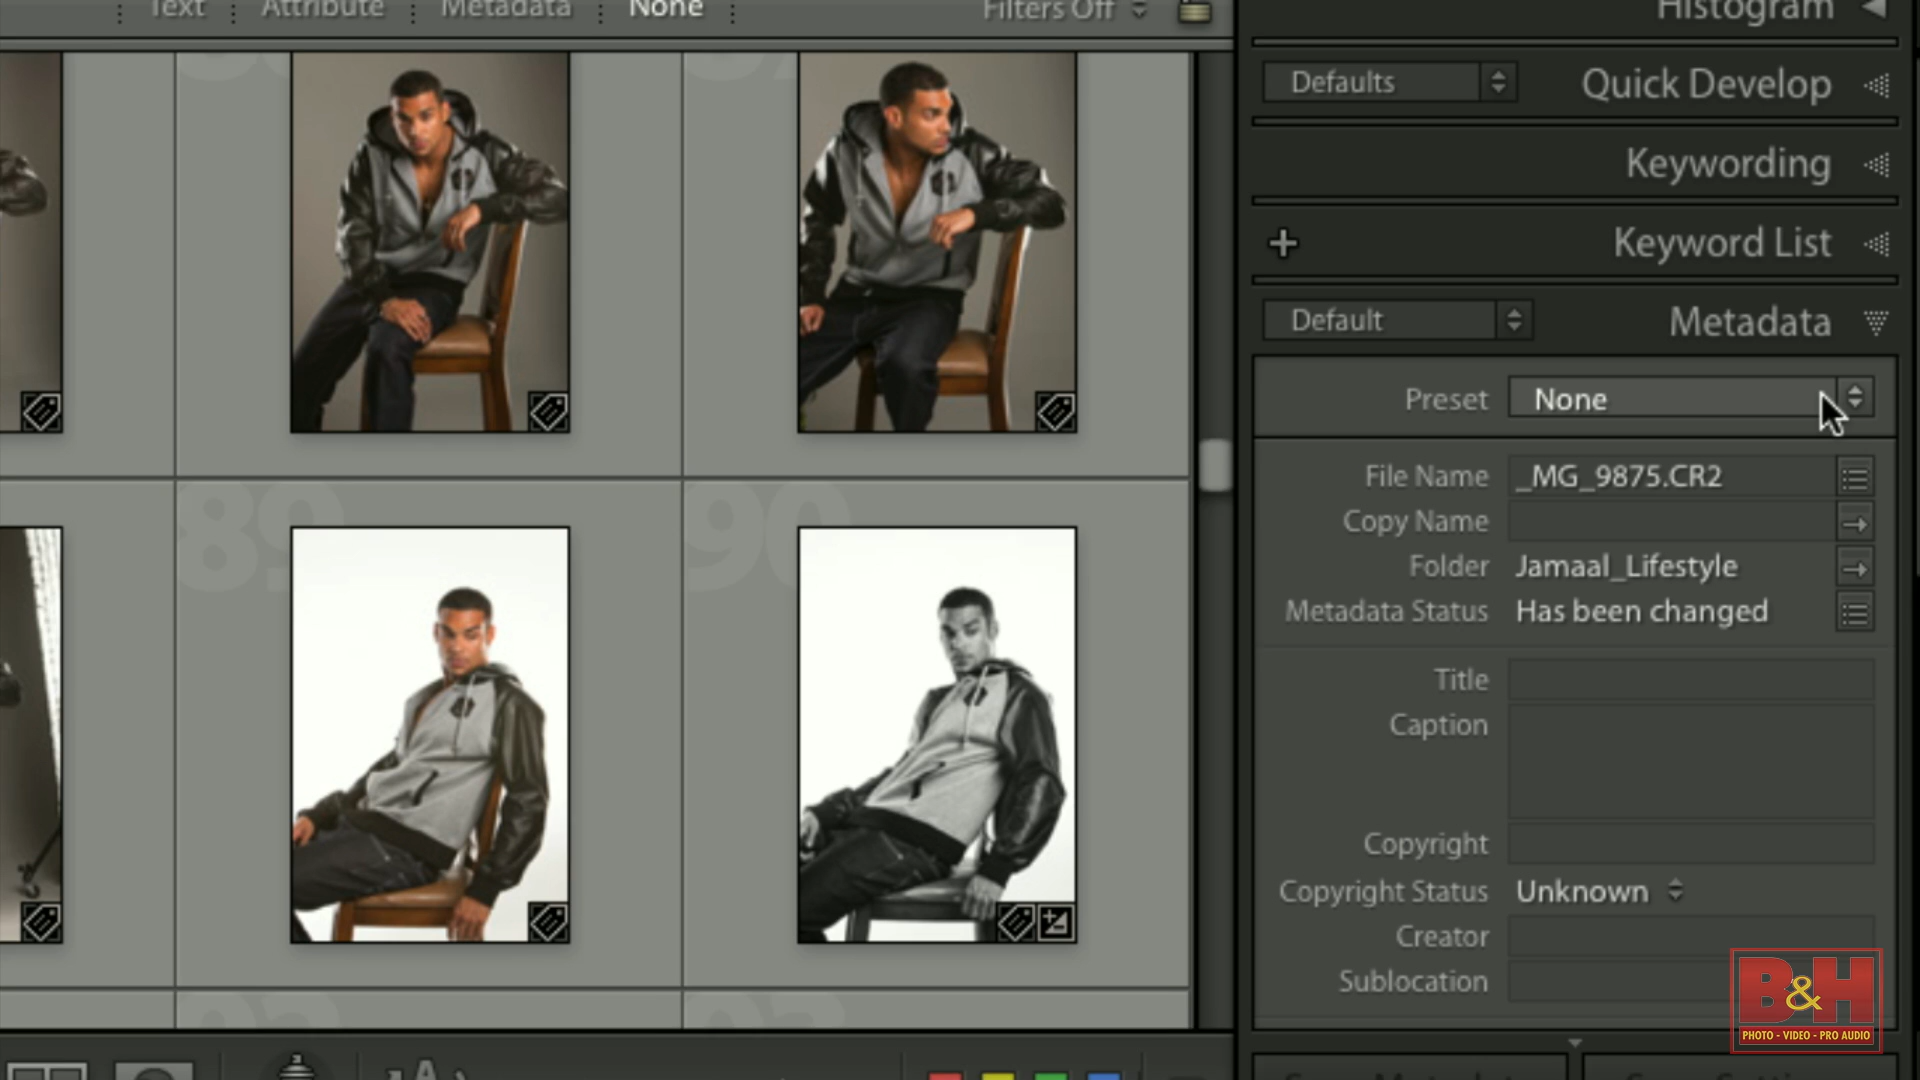 Text
Attribute
Metadata
None
Filters Off
Histogram
Defaults
Quick Develop
Keywording
Keyword List
Default
Metadata
Preset
None
File Name
_MG_9875.CR2
Copy Name
Folder
Jamaal_Lifestyle
Metadata Status
Has been changed
Title
Caption
Copyright
Copyright Status
Unknown
Creator
Sublocation
89
90
B&H
PHOTO - VIDEO - PRO AUDIO